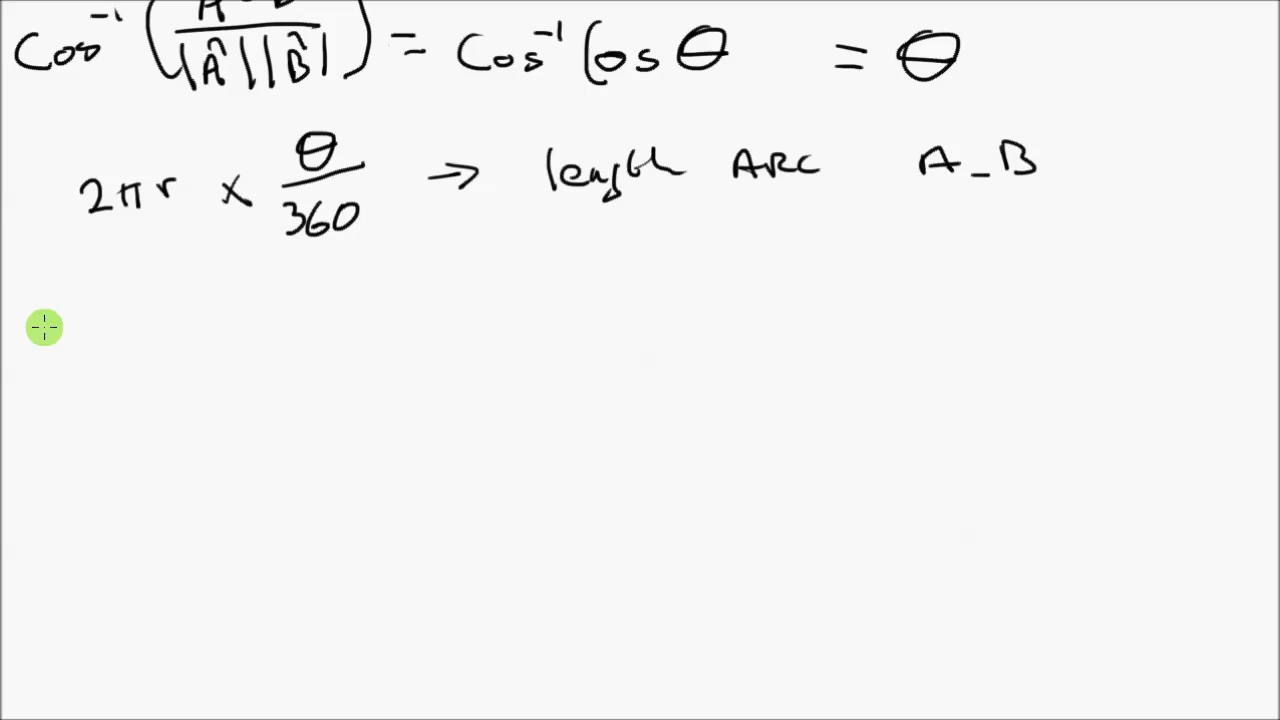 Cos⁻¹ (A · B / |Â||B̂|) = Cos⁻¹ Cos θ = θ
2πr × θ/360 → length ARC A_B